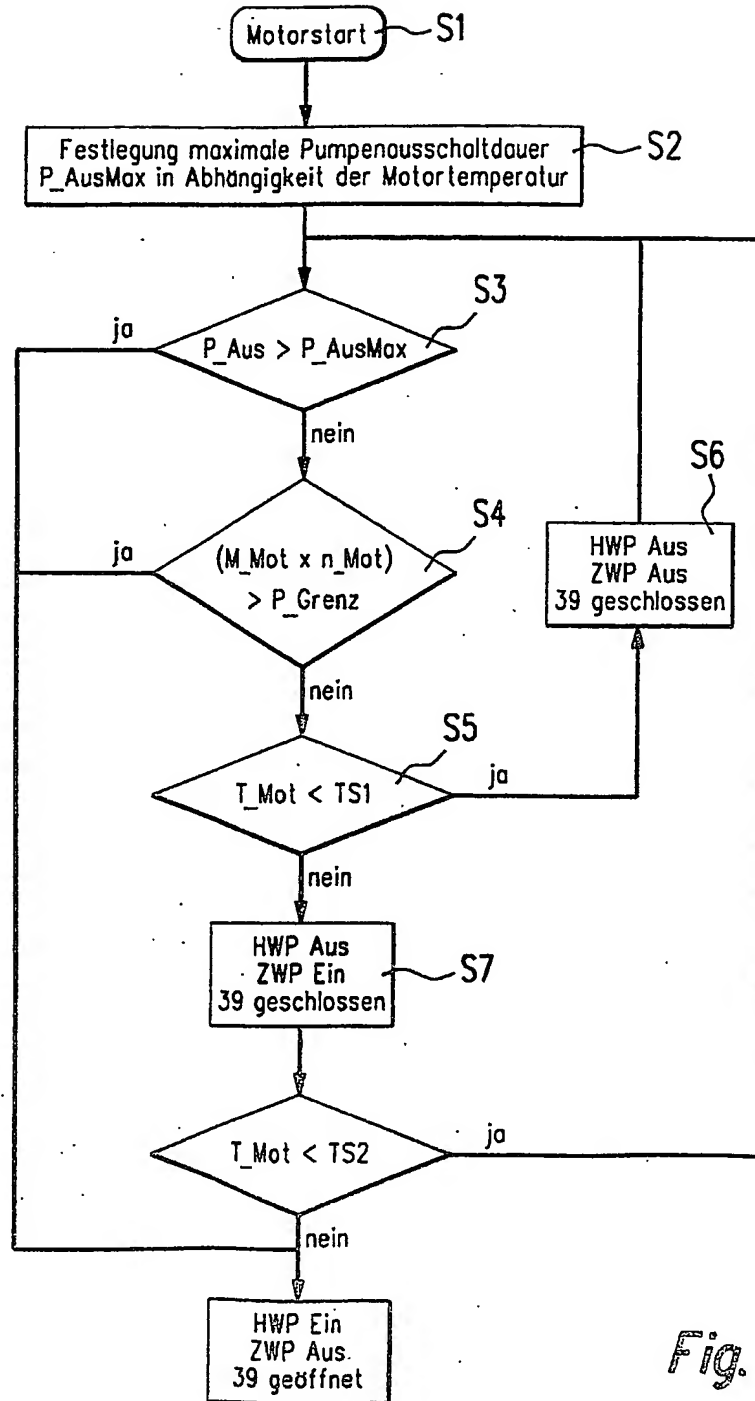 Motorstart
S1
Festlegung maximale Pumpenausschaltdauer
P_AusMax in Abhängigkeit der Motortemperatur
S2
S3
ja
P_Aus > P_AusMax
nein
S4
ja
(M_Mot x n_Mot)
> P_Grenz
S6
HWP Aus
ZWP Aus
39 geschlossen
nein
S5
T_Mot < TS1
ja
nein
HWP Aus
ZWP Ein
39 geschlossen
S7
T_Mot < TS2
ja
nein
HWP Ein
ZWP Aus.
39 geöffnet
Fig.